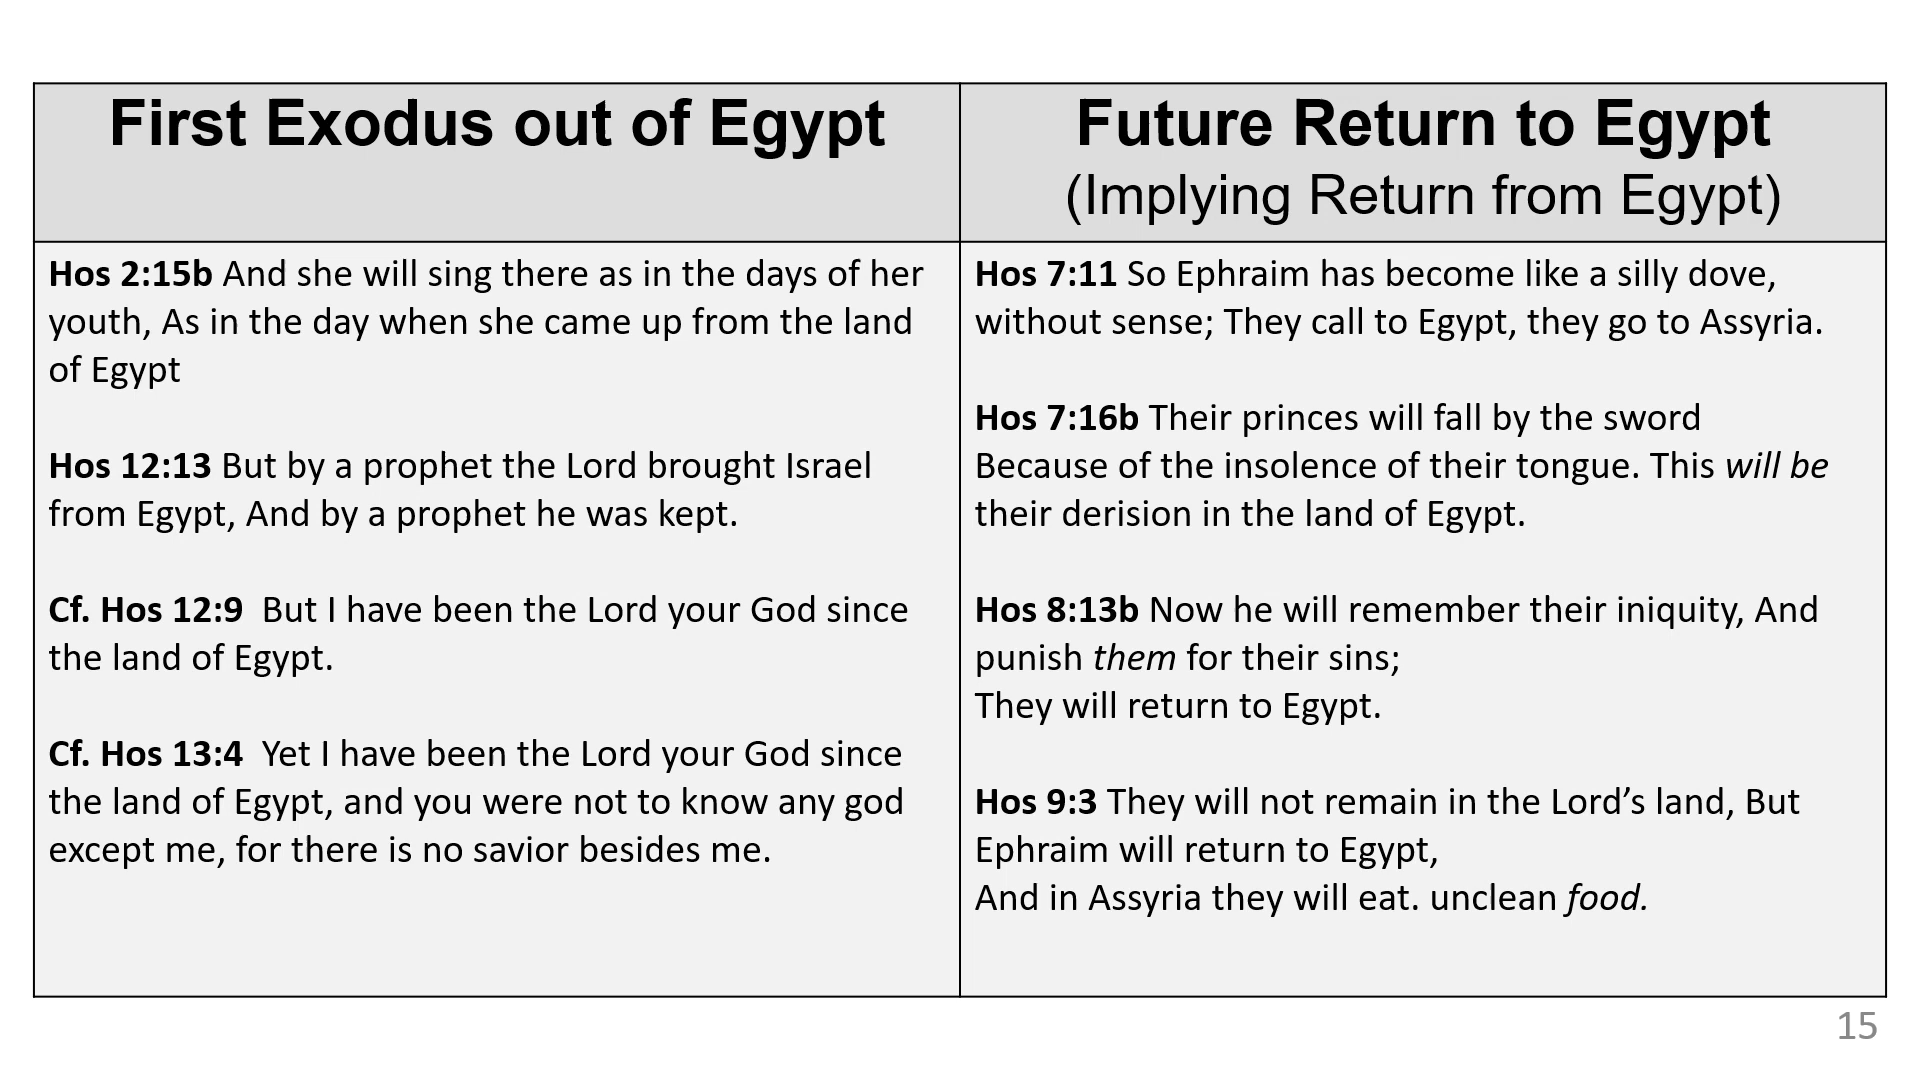 First Exodus out of Egypt
Future Return to Egypt
(Implying Return from Egypt)
Hos 2:15b And she will sing there as in the days of her
youth, As in the day when she came up from the land
of Egypt
Hos 12:13 But by a prophet the Lord brought Israel
from Egypt, And by a prophet he was kept.
Cf. Hos 12:9  But I have been the Lord your God since
the land of Egypt.
Cf. Hos 13:4  Yet I have been the Lord your God since
the land of Egypt, and you were not to know any god
except me, for there is no savior besides me.
Hos 7:11 So Ephraim has become like a silly dove,
without sense; They call to Egypt, they go to Assyria.
Hos 7:16b Their princes will fall by the sword
Because of the insolence of their tongue. This will be
their derision in the land of Egypt.
Hos 8:13b Now he will remember their iniquity, And
punish them for their sins;
They will return to Egypt.
Hos 9:3 They will not remain in the Lord’s land, But
Ephraim will return to Egypt,
And in Assyria they will eat. unclean food.
15